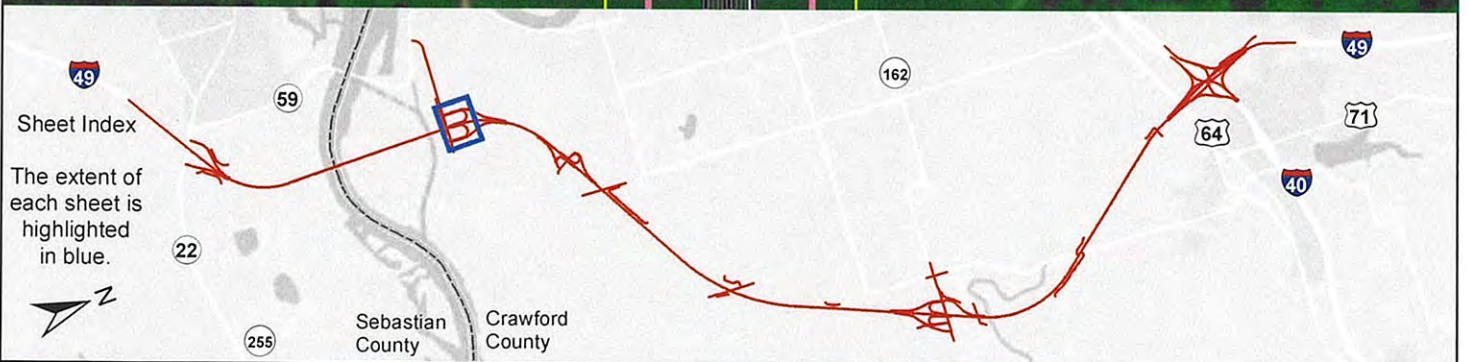 49
59
162
49
Sheet Index
71
64
The extent of
each sheet is
highlighted
in blue.
40
22
N
Sebastian
County
Crawford
County
255